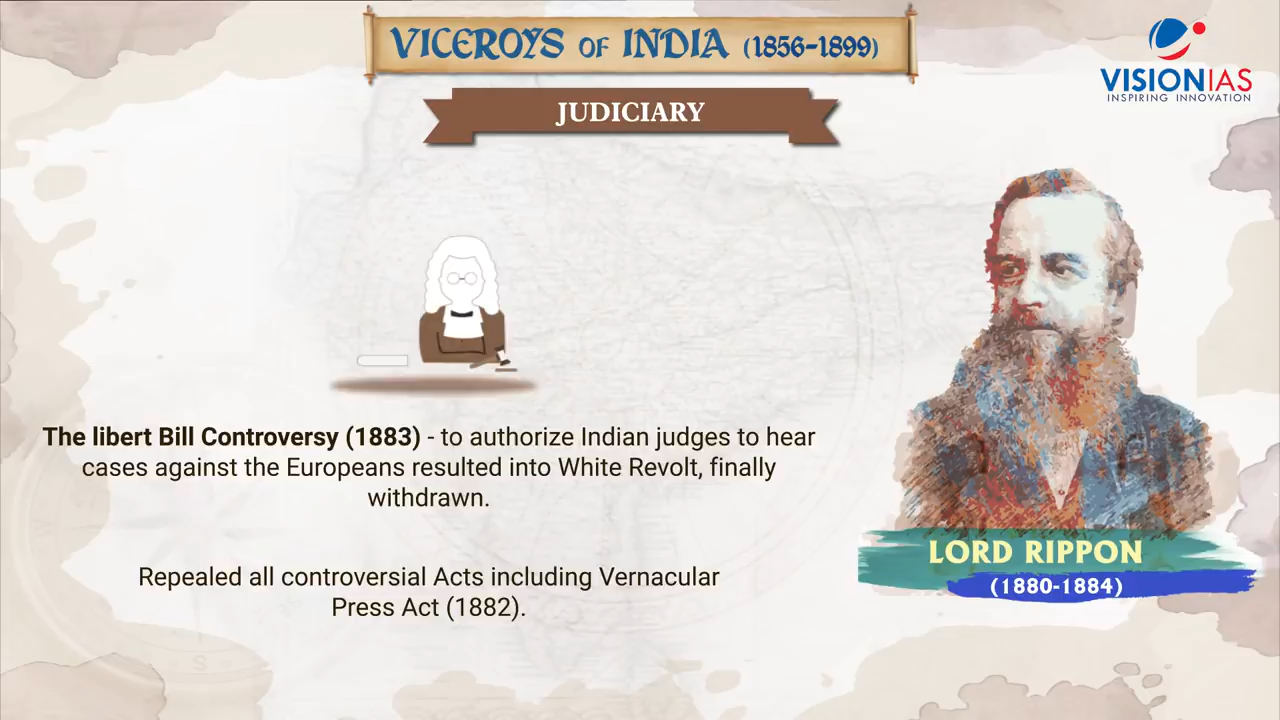 VICEROYS OF INDIA (1856-1899)
VISIONIAS
INSPIRING INNOVATION
JUDICIARY
The libert Bill Controversy (1883) - to authorize Indian judges to hear
cases against the Europeans resulted into White Revolt, finally
withdrawn.
Repealed all controversial Acts including Vernacular
Press Act (1882).
LORD RIPPON
(1880-1884)
S